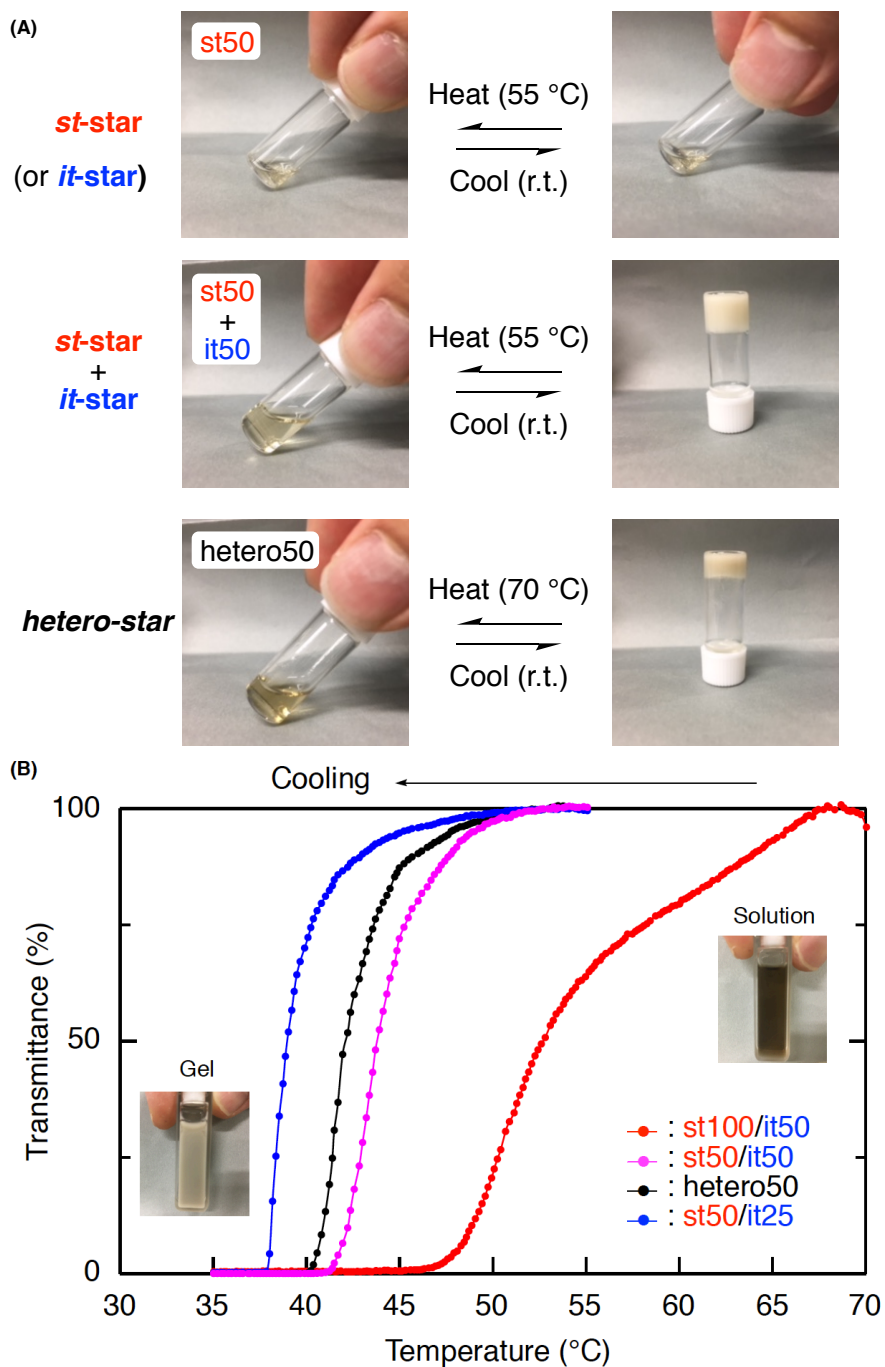 (A)
st50
st-star
(or it-star)
Heat (55 °C)
Cool (r.t.)
st50
+
it50
st-star
+
it-star
Heat (55 °C)
Cool (r.t.)
hetero50
hetero-star
Heat (70 °C)
Cool (r.t.)
(B)
Cooling
100
50
0
Transmittance (%)
Solution
Gel
: st100/it50
: st50/it50
: hetero50
: st50/it25
30
35
40
45
50
55
60
65
70
Temperature (°C)